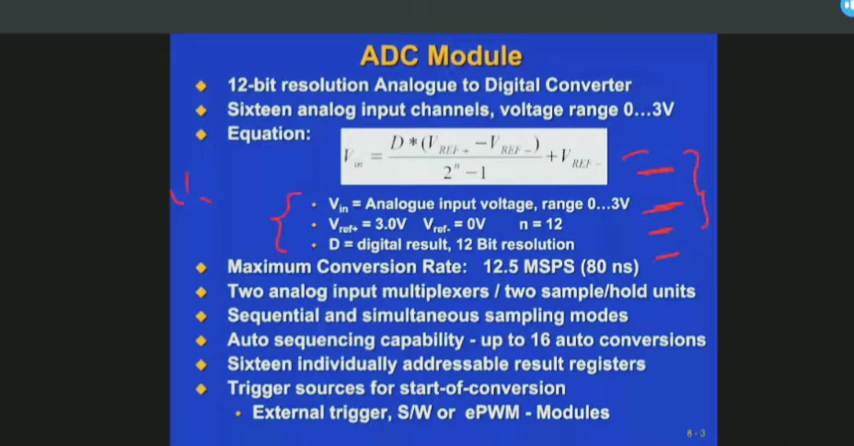 ADC Module
12-bit resolution Analogue to Digital Converter
Sixteen analog input channels, voltage range 0...3V
Equation:
V_in = D * (V_REF+ − V_REF−) / (2^n − 1) + V_REF−
V_in = Analogue input voltage, range 0...3V
V_ref+ = 3.0V V_ref- = 0V n = 12
D = digital result, 12 Bit resolution
Maximum Conversion Rate: 12.5 MSPS (80 ns)
Two analog input multiplexers / two sample/hold units
Sequential and simultaneous sampling modes
Auto sequencing capability - up to 16 auto conversions
Sixteen individually addressable result registers
Trigger sources for start-of-conversion
External trigger, S/W or ePWM - Modules
8 - 3